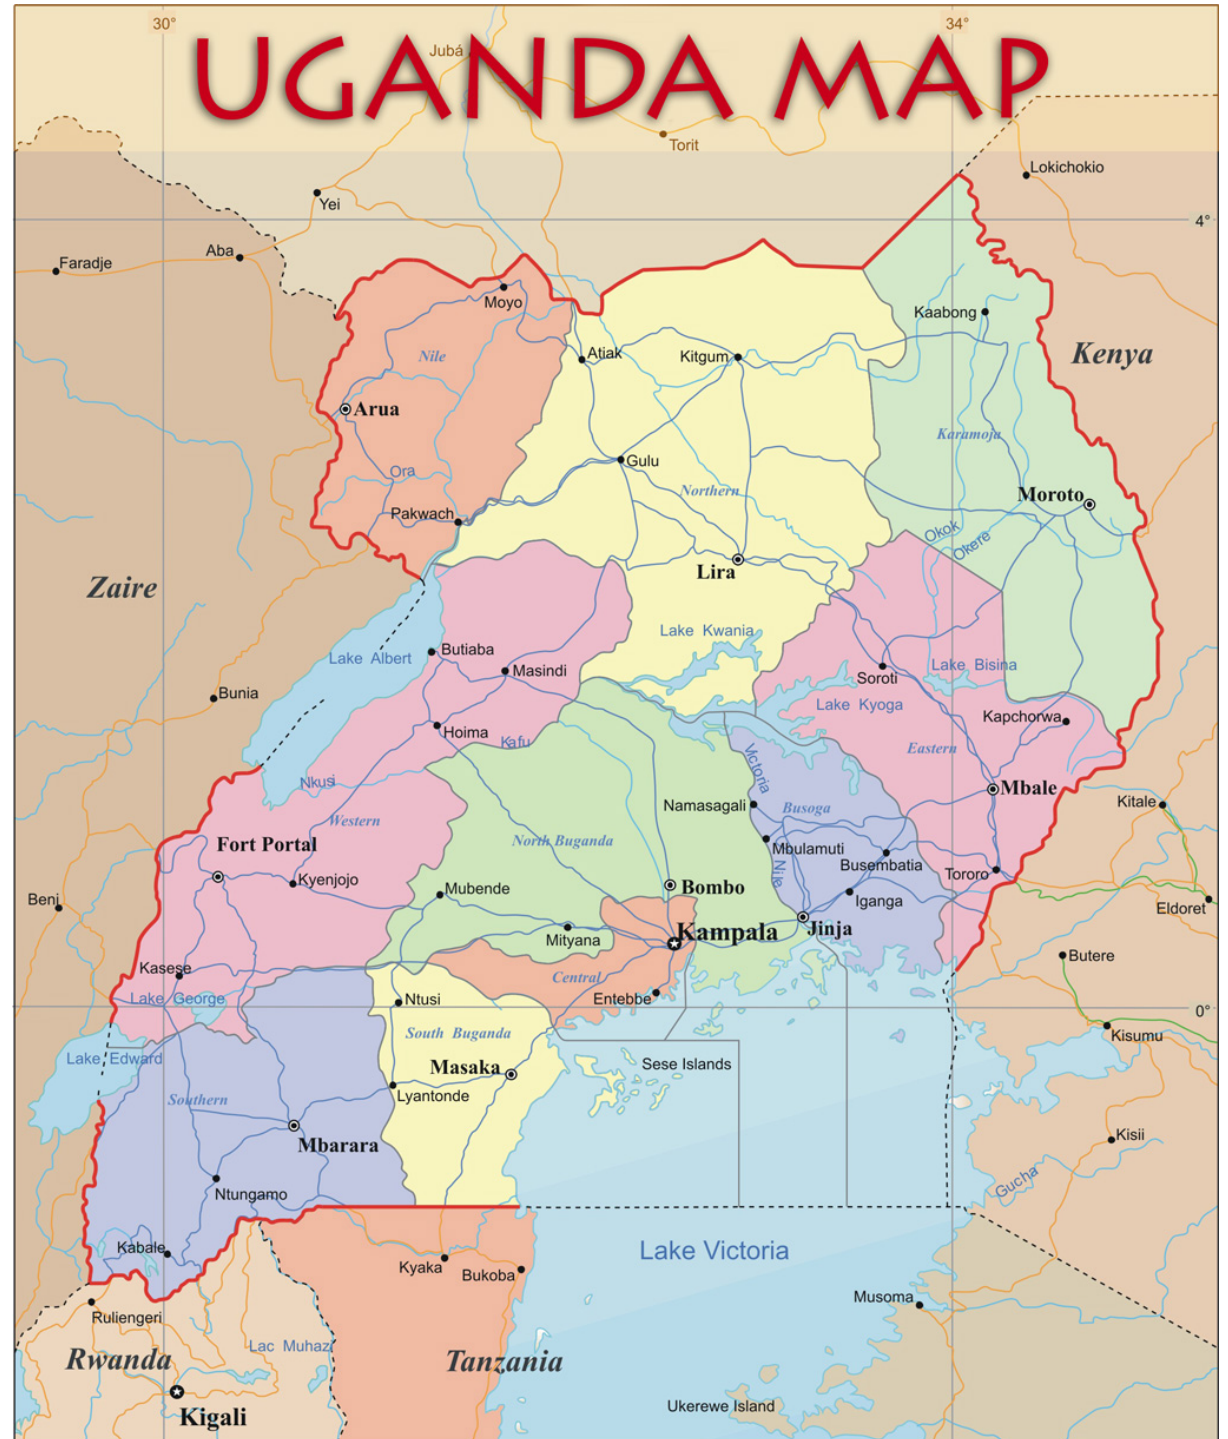 30°
34°
UGANDA MAP
Jubá
Torit
Lokichokio
Yei
4°
Aba
Faradje
Moyo
Kaabong
Nile
Atiak
Kitgum
Kenya
Arua
Karamoja
Gulu
Ora
Northern
Moroto
Pakwach
Okok
Okere
Lira
Zaire
Lake Kwania
Butiaba
Lake Albert
Masindi
Lake Bisina
Soroti
Bunia
Lake Kyoga
Kapchorwa
Hoima
Kafu
Eastern
Victoria
Nkusi
Mbale
Kitale
Namasagali
Busoga
Western
North Buganda
Fort Portal
Mbulamuti
Busembatia
Nile
Tororo
Kyenjojo
Mubende
Bombo
Beni
Iganga
Eldoret
Kampala
Jinja
Mityana
Butere
Kasese
Central
Lake George
Ntusi
Entebbe
0°
South Buganda
Kisumu
Lake Edward
Sese Islands
Masaka
Southern
Lyantonde
Mbarara
Kisii
Gucha
Ntungamo
Kabale
Lake Victoria
Kyaka
Bukoba
Musoma
Ruliengeri
Lac Muhazi
Rwanda
Tanzania
Ukerewe Island
Kigali